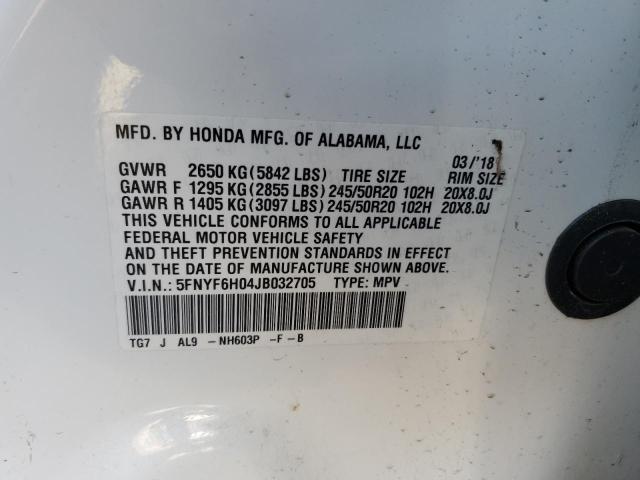 MFD. BY HONDA MFG. OF ALABAMA, LLC
03/'18
GVWR 2650 KG(5842 LBS) TIRE SIZE RIM SIZE
GAWR F 1295 KG(2855 LBS)245/50R20 102H 20X8.0J
GAWR R 1405 KG(3097 LBS)245/50R20 102H 20X8.0J
THIS VEHICLE CONFORMS TO ALL APPLICABLE
FEDERAL MOTOR VEHICLE SAFETY
AND THEFT PREVENTION STANDARDS IN EFFECT
ON THE DATE OF MANUFACTURE SHOWN ABOVE.
V.I.N.: 5FNYF6H04JB032705 TYPE: MPV
TG7 J AL9 -NH603P -F-B